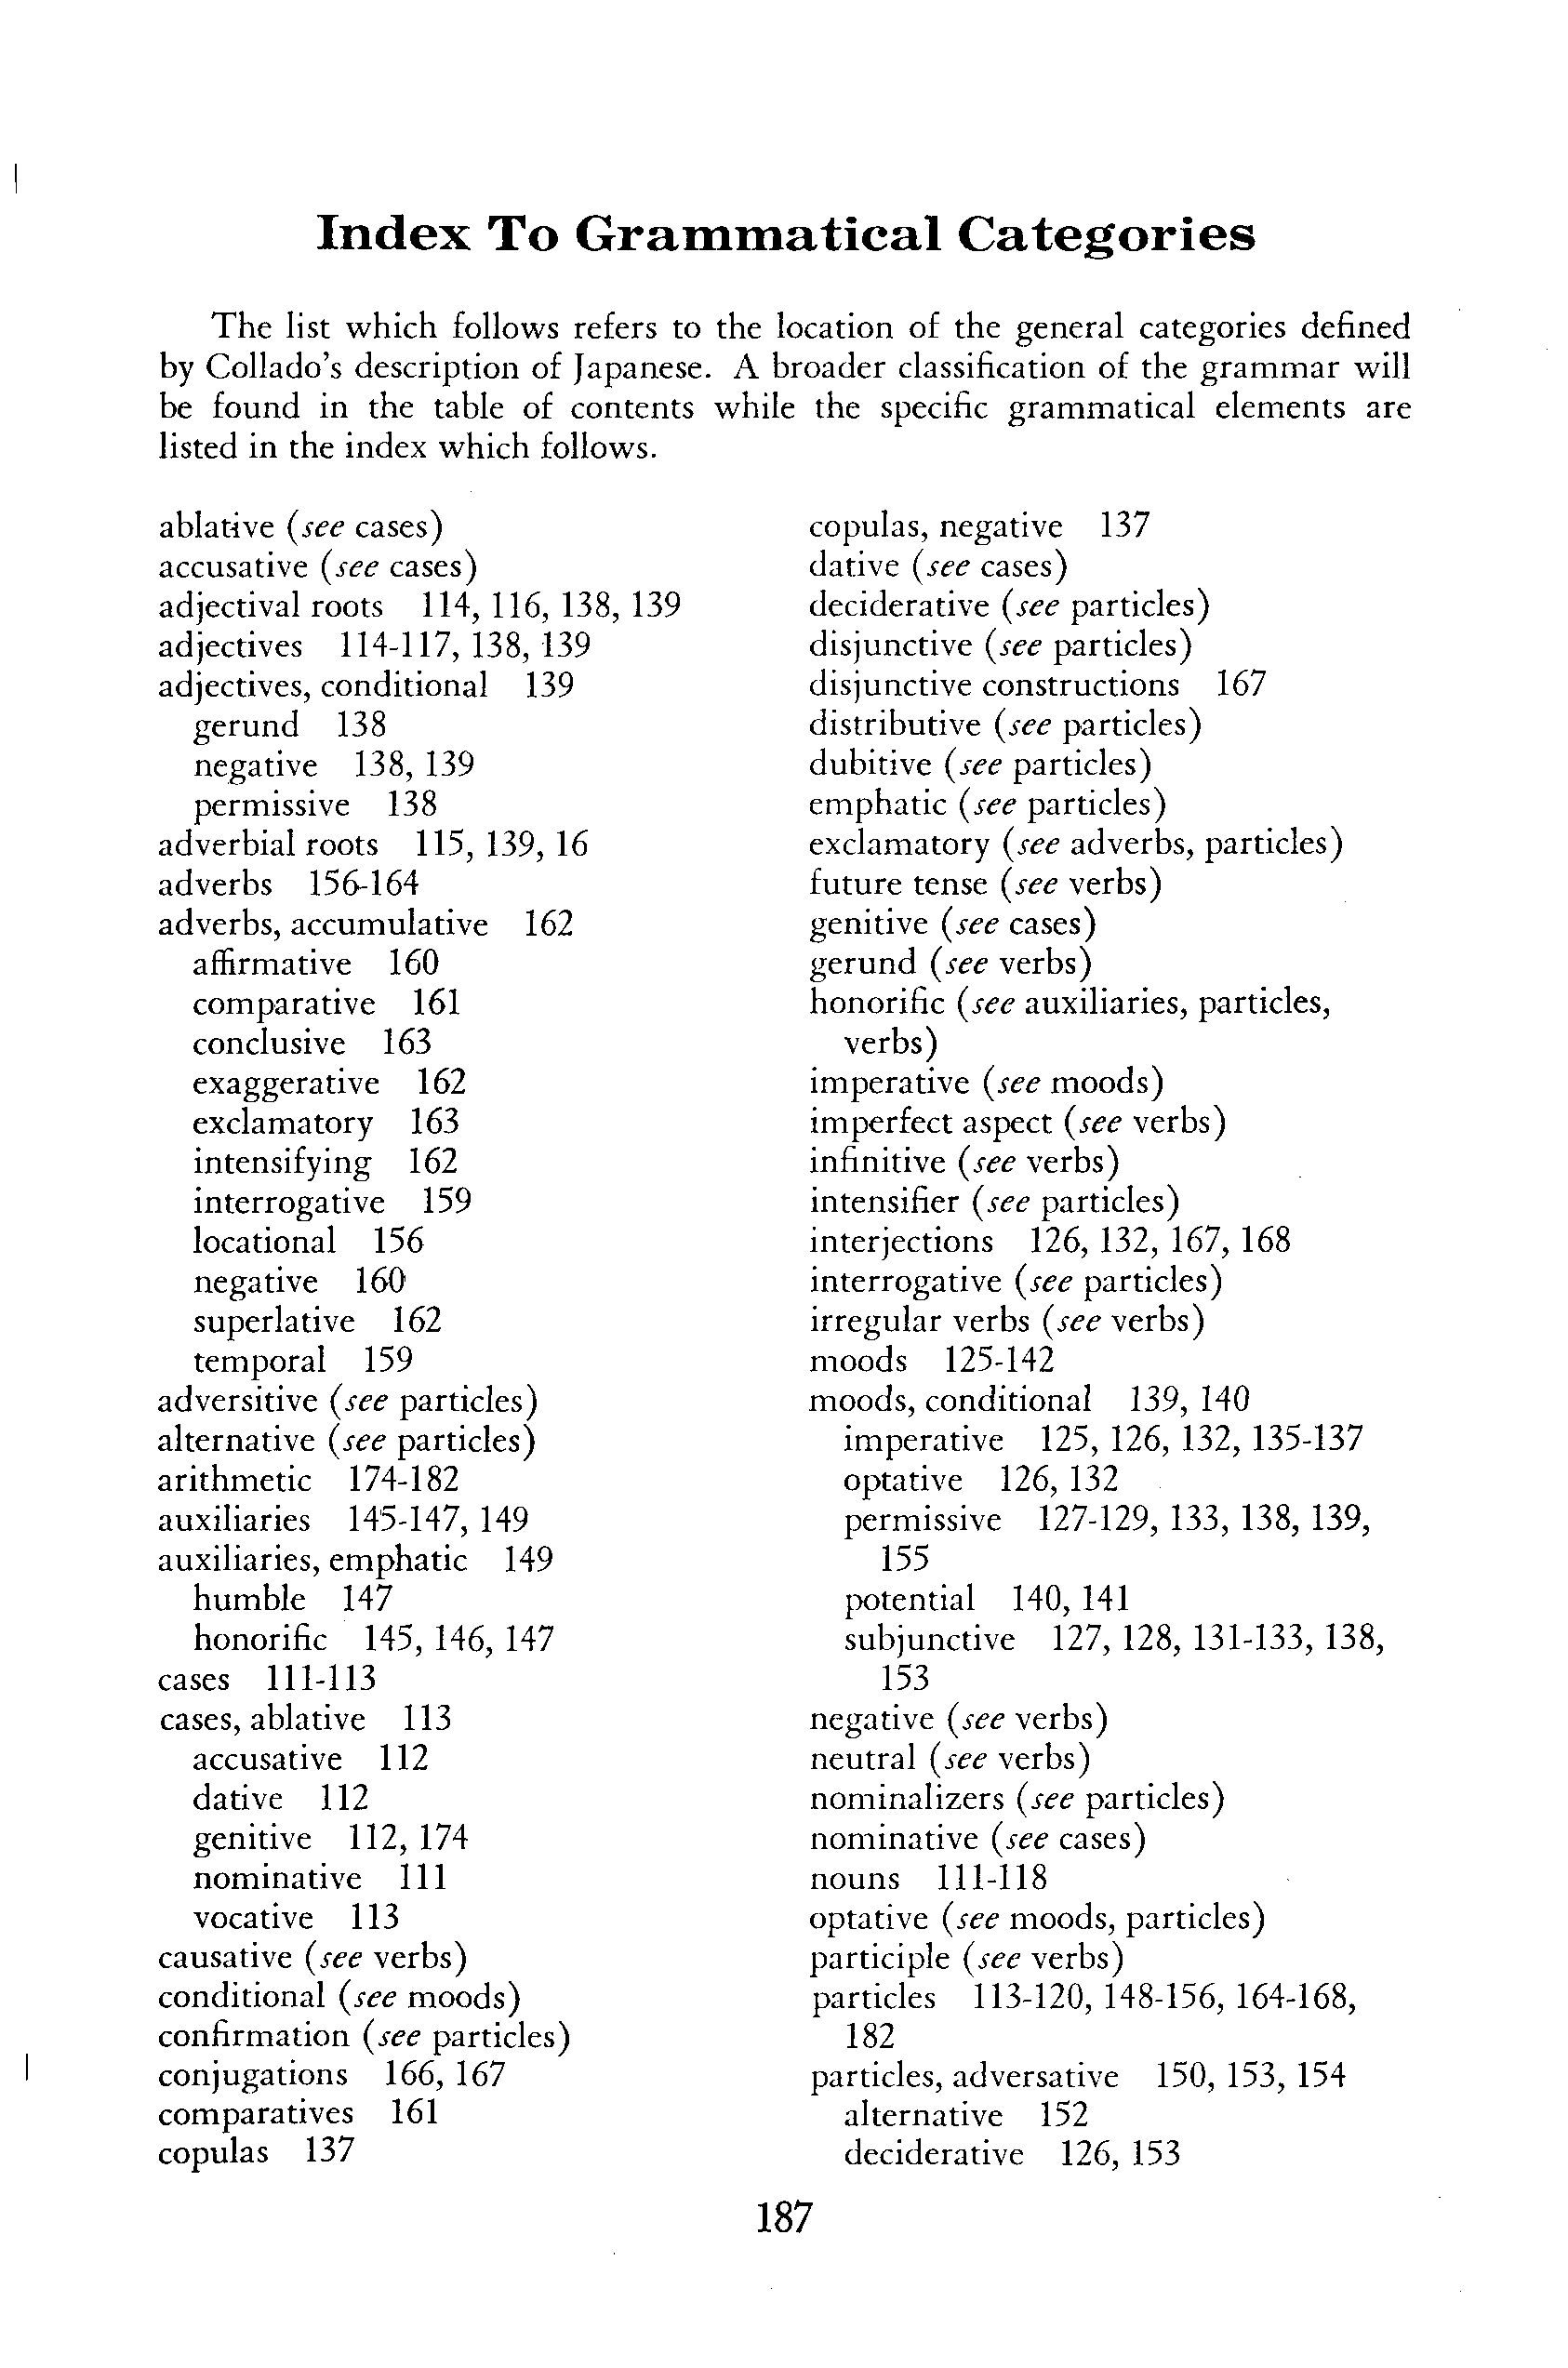 Index To Grammatical Categories
The list which follows refers to the location of the general categories defined
by Collado's description of Japanese. A broader classification of the grammar will
be found in the table of contents while the specific grammatical elements are
listed in the index which follows.
ablative (see cases)
accusative (see cases)
adjectival roots 114, 116, 138, 139
adjectives 114-117, 138, 139
adjectives, conditional 139
gerund 138
negative 138, 139
permissive 138
adverbial roots 115, 139, 16
adverbs 156-164
adverbs, accumulative 162
affirmative 160
comparative 161
conclusive 163
exaggerative 162
exclamatory 163
intensifying 162
interrogative 159
locational 156
negative 160
superlative 162
temporal 159
adversitive (see particles)
alternative (see particles)
arithmetic 174-182
auxiliaries 145-147, 149
auxiliaries, emphatic 149
humble 147
honorific 145, 146, 147
cases 111-113
cases, ablative 113
accusative 112
dative 112
genitive 112, 174
nominative 111
vocative 113
causative (see verbs)
conditional (see moods)
confirmation (see particles)
conjugations 166, 167
comparatives 161
copulas 137
copulas, negative 137
dative (see cases)
deciderative (see particles)
disjunctive (see particles)
disjunctive constructions 167
distributive (see particles)
dubitive (see particles)
emphatic (see particles)
exclamatory (see adverbs, particles)
future tense (see verbs)
genitive (see cases)
gerund (see verbs)
honorific (see auxiliaries, particles,
verbs)
imperative (see moods)
imperfect aspect (see verbs)
infinitive (see verbs)
intensifier (see particles)
interjections 126, 132, 167, 168
interrogative (see particles)
irregular verbs (see verbs)
moods 125-142
moods, conditional 139, 140
imperative 125, 126, 132, 135-137
optative 126, 132
permissive 127-129, 133, 138, 139,
155
potential 140, 141
subjunctive 127, 128, 131-133, 138,
153
negative (see verbs)
neutral (see verbs)
nominalizers (see particles)
nominative (see cases)
nouns 111-118
optative (see moods, particles)
participle (see verbs)
particles 113-120, 148-156, 164-168,
182
particles, adversative 150, 153, 154
alternative 152
deciderative 126, 153
187